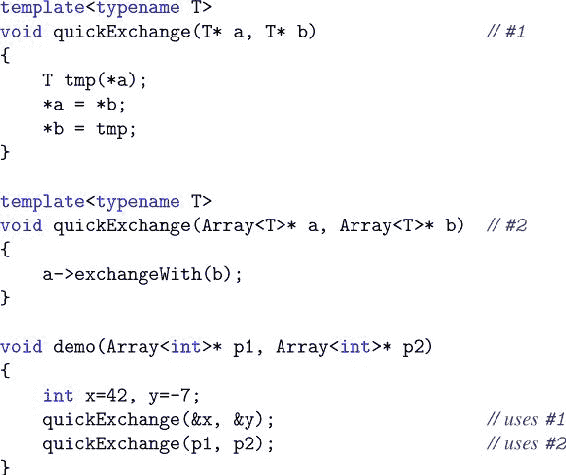 template<typename T>
void quickExchange(T* a, T* b) // #1
{
    T tmp(*a);
    *a = *b;
    *b = tmp;
}
template<typename T>
void quickExchange(Array<T>* a, Array<T>* b) // #2
{
    a->exchangeWith(b);
}
void demo(Array<int>* p1, Array<int>* p2)
{
    int x=42, y=-7;
    quickExchange(&x, &y); // uses #1
    quickExchange(p1, p2); // uses #2
}